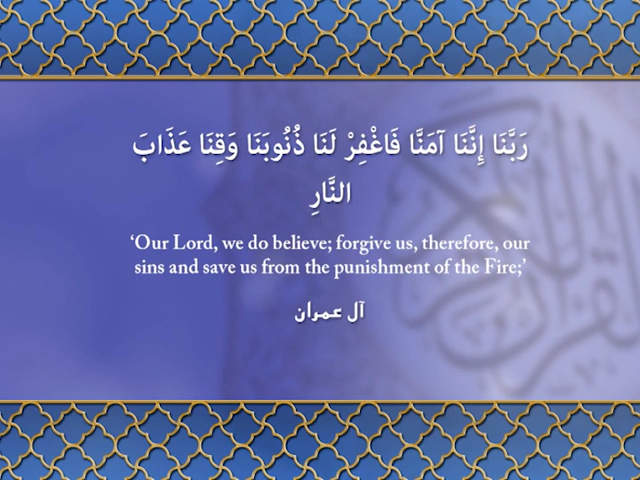 رَبَّنَا إِنَّنَا آمَنَّا فَاغْفِرْ لَنَا ذُنُوبَنَا وَقِنَا عَذَابَ
النَّارِ
‘Our Lord, we do believe; forgive us, therefore, our
sins and save us from the punishment of the Fire;’
آل عمران